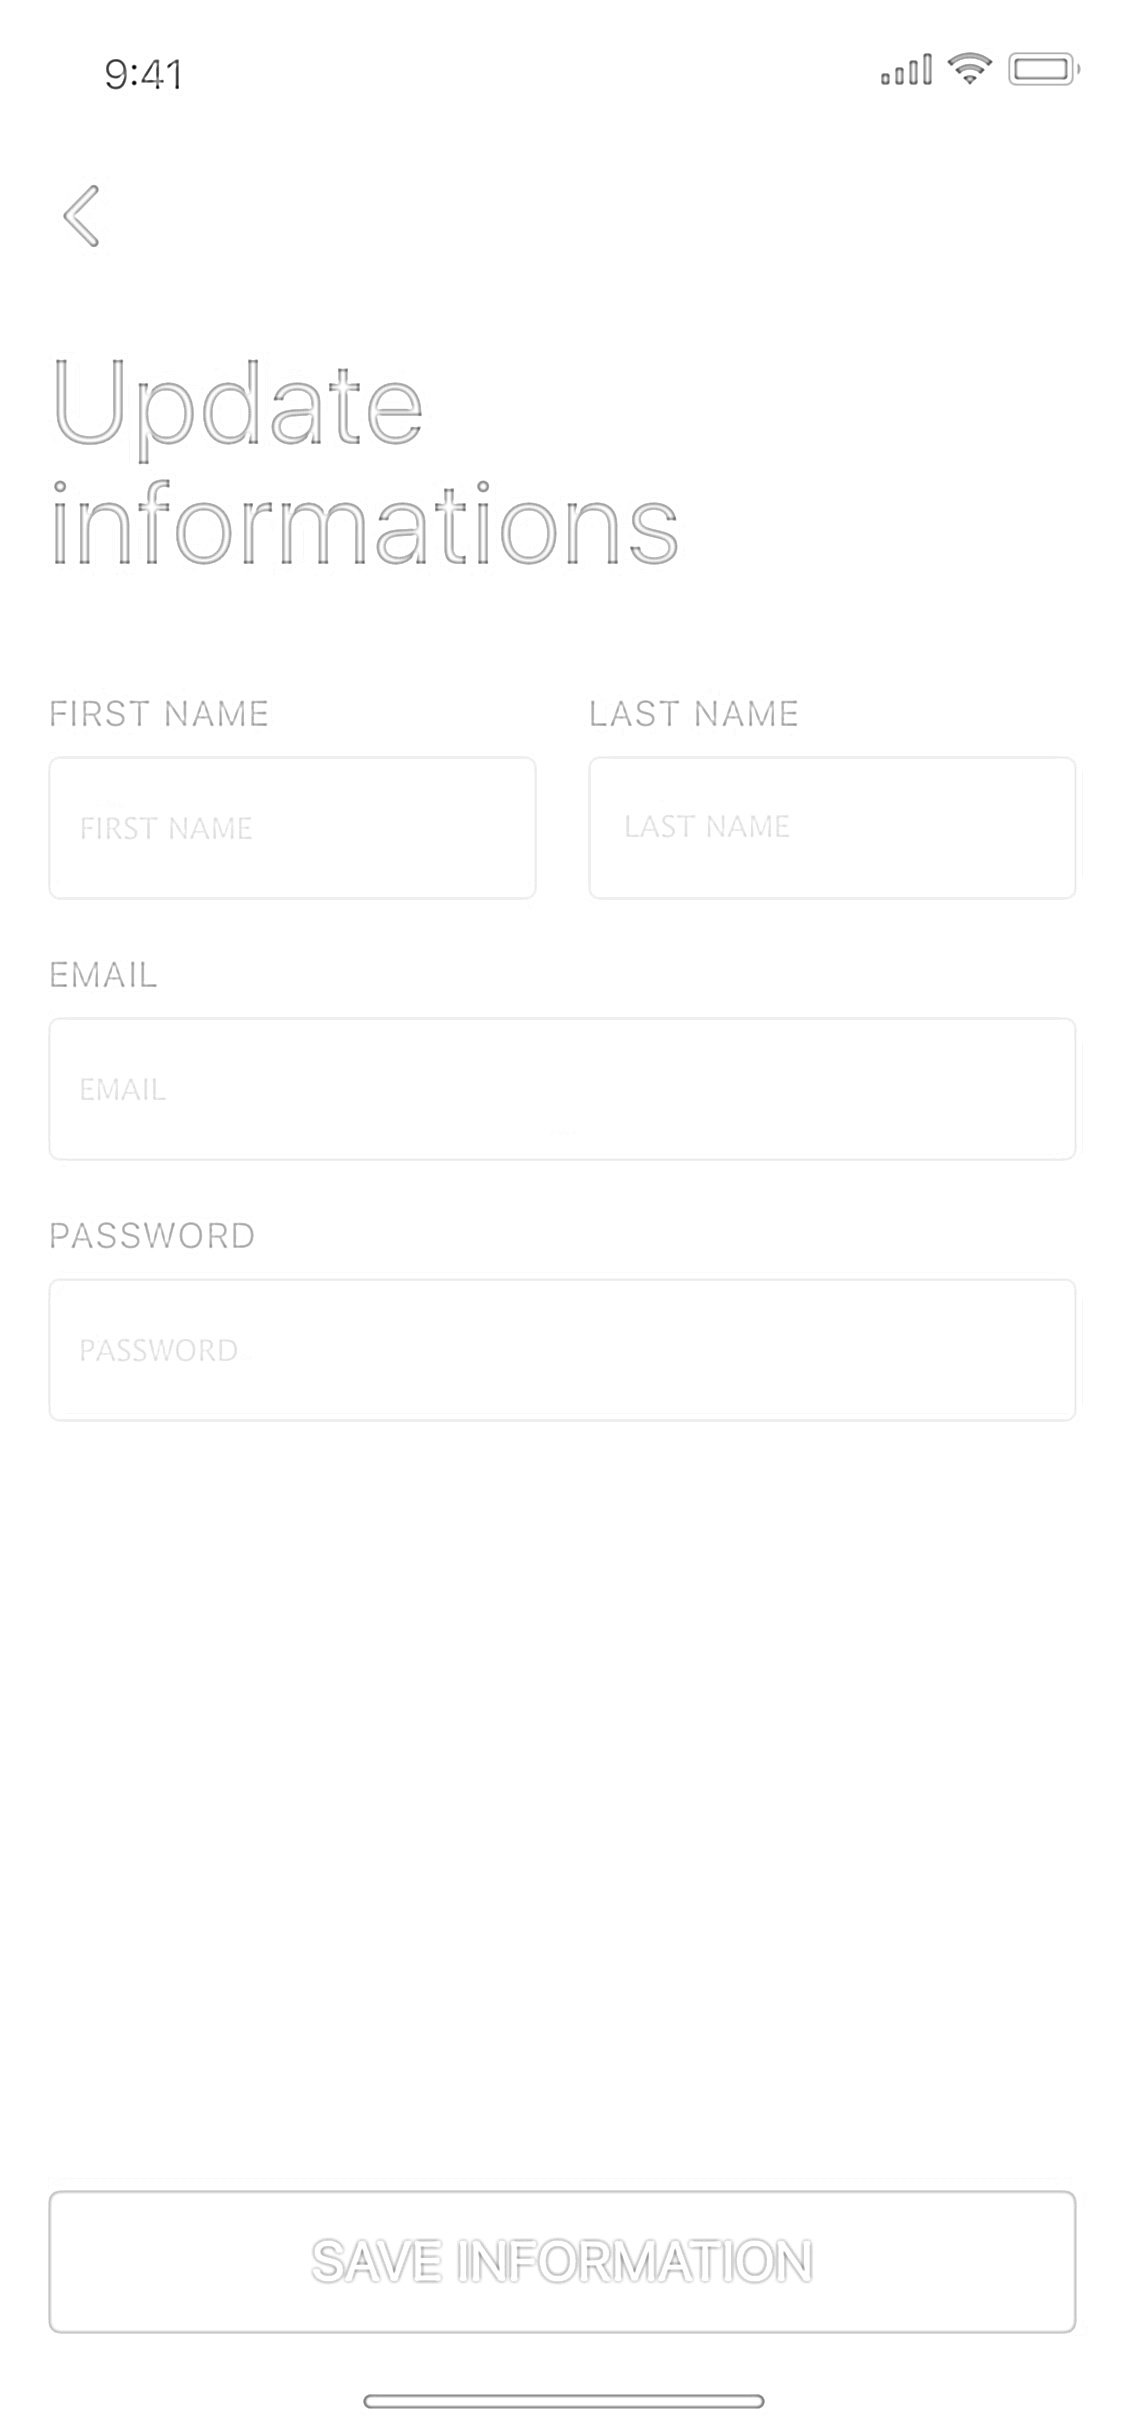 9:41
Update
informations
FIRST NAME
LAST NAME
FIRST NAME
LAST NAME
EMAIL
EMAIL
PASSWORD
PASSWORD
SAVE INFORMATION